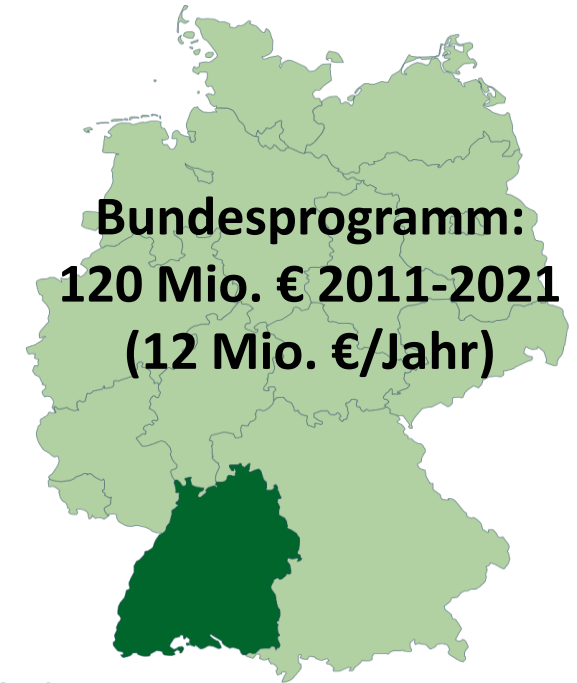 Bundesprogramm:
120 Mio. € 2011-2021
(12 Mio. €/Jahr)